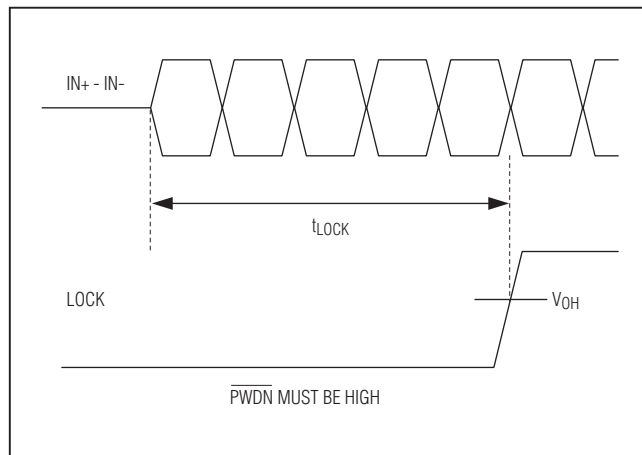 IN+ - IN-
tLOCK
LOCK
VOH
PWDN MUST BE HIGH